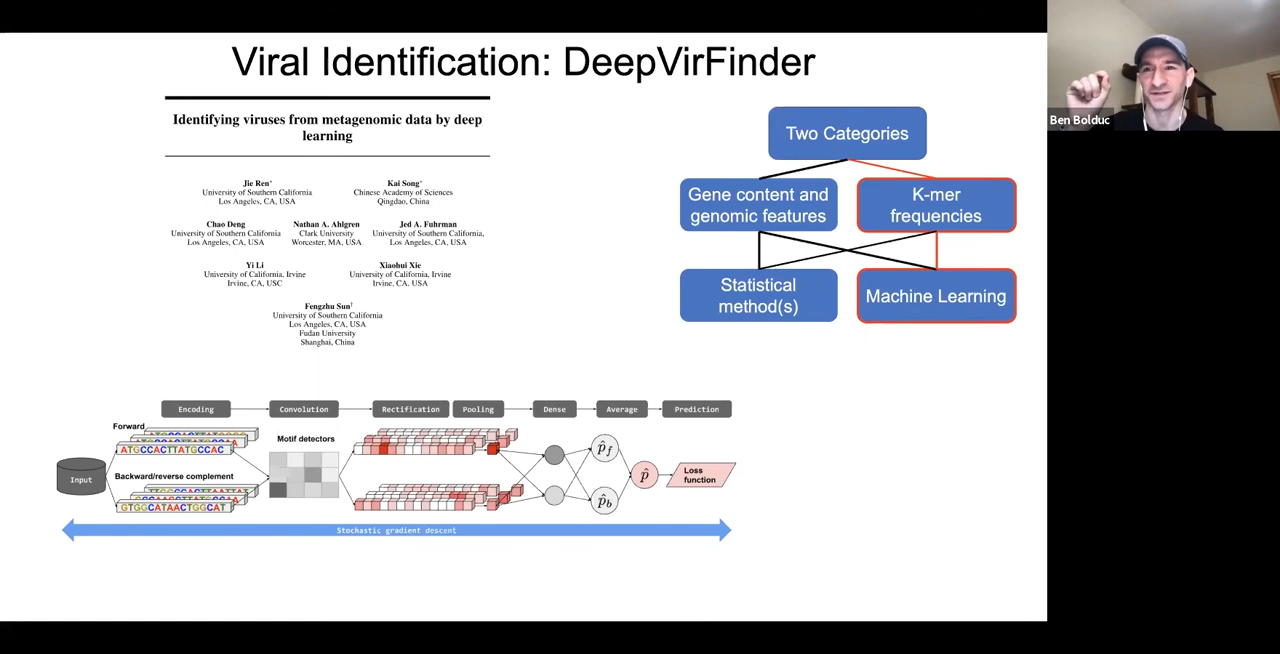 Viral Identification: DeepVirFinder
Identifying viruses from metagenomic data by deep
learning
Jie Ren*
University of Southern California
Los Angeles, CA, USA
Kai Song*
Chinese Academy of Sciences
Qingdao, China
Chao Deng
University of Southern California
Los Angeles, CA, USA
Nathan A. Ahlgren
Clark University
Worcester, MA, USA
Jed A. Fuhrman
University of Southern California,
Los Angeles, CA, USA
Yi Li
University of California, Irvine
Irvine, CA, USC
Xiaohui Xie
University of California, Irvine
Irvine, CA, USA
Fengzhu Sun†
University of Southern California
Los Angeles, CA, USA
Fudan University
Shanghai, China
Two Categories
Gene content and
genomic features
K-mer
frequencies
Statistical
method(s)
Machine Learning
Ben Bolduc
Encoding
Convolution
Rectification
Pooling
Dense
Average
Prediction
Forward
ATGCCACTTATGCCAC
Motif detectors
Input
Backward/reverse complement
GTGGCATAACTGGCAT
p̂f
p̂b
p̂
Loss
function
Stochastic gradient descent